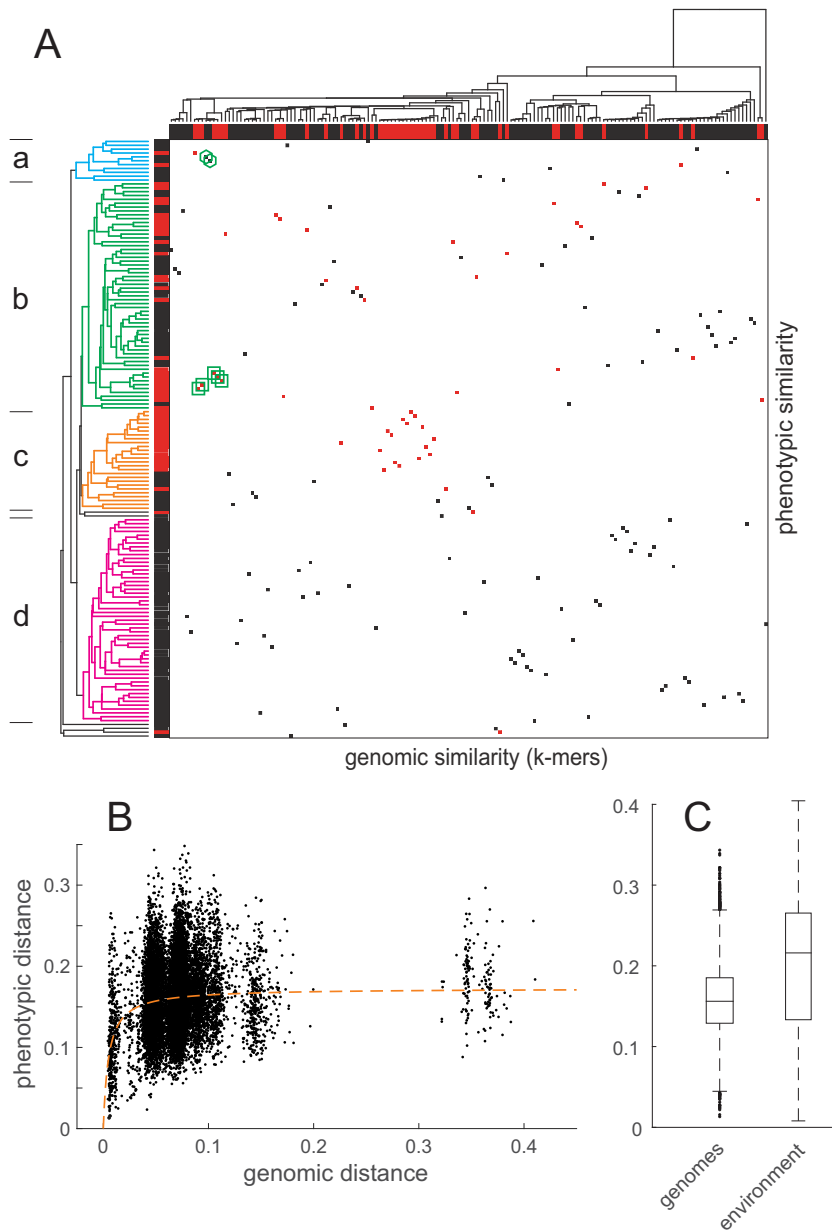 A
a
b
c
d
phenotypic similarity
genomic similarity (k-mers)
B
phenotypic distance
0.3
0.2
0.1
0
0
0.1
0.2
0.3
0.4
genomic distance
C
0.4
0.3
0.2
0.1
0
genomes
environment